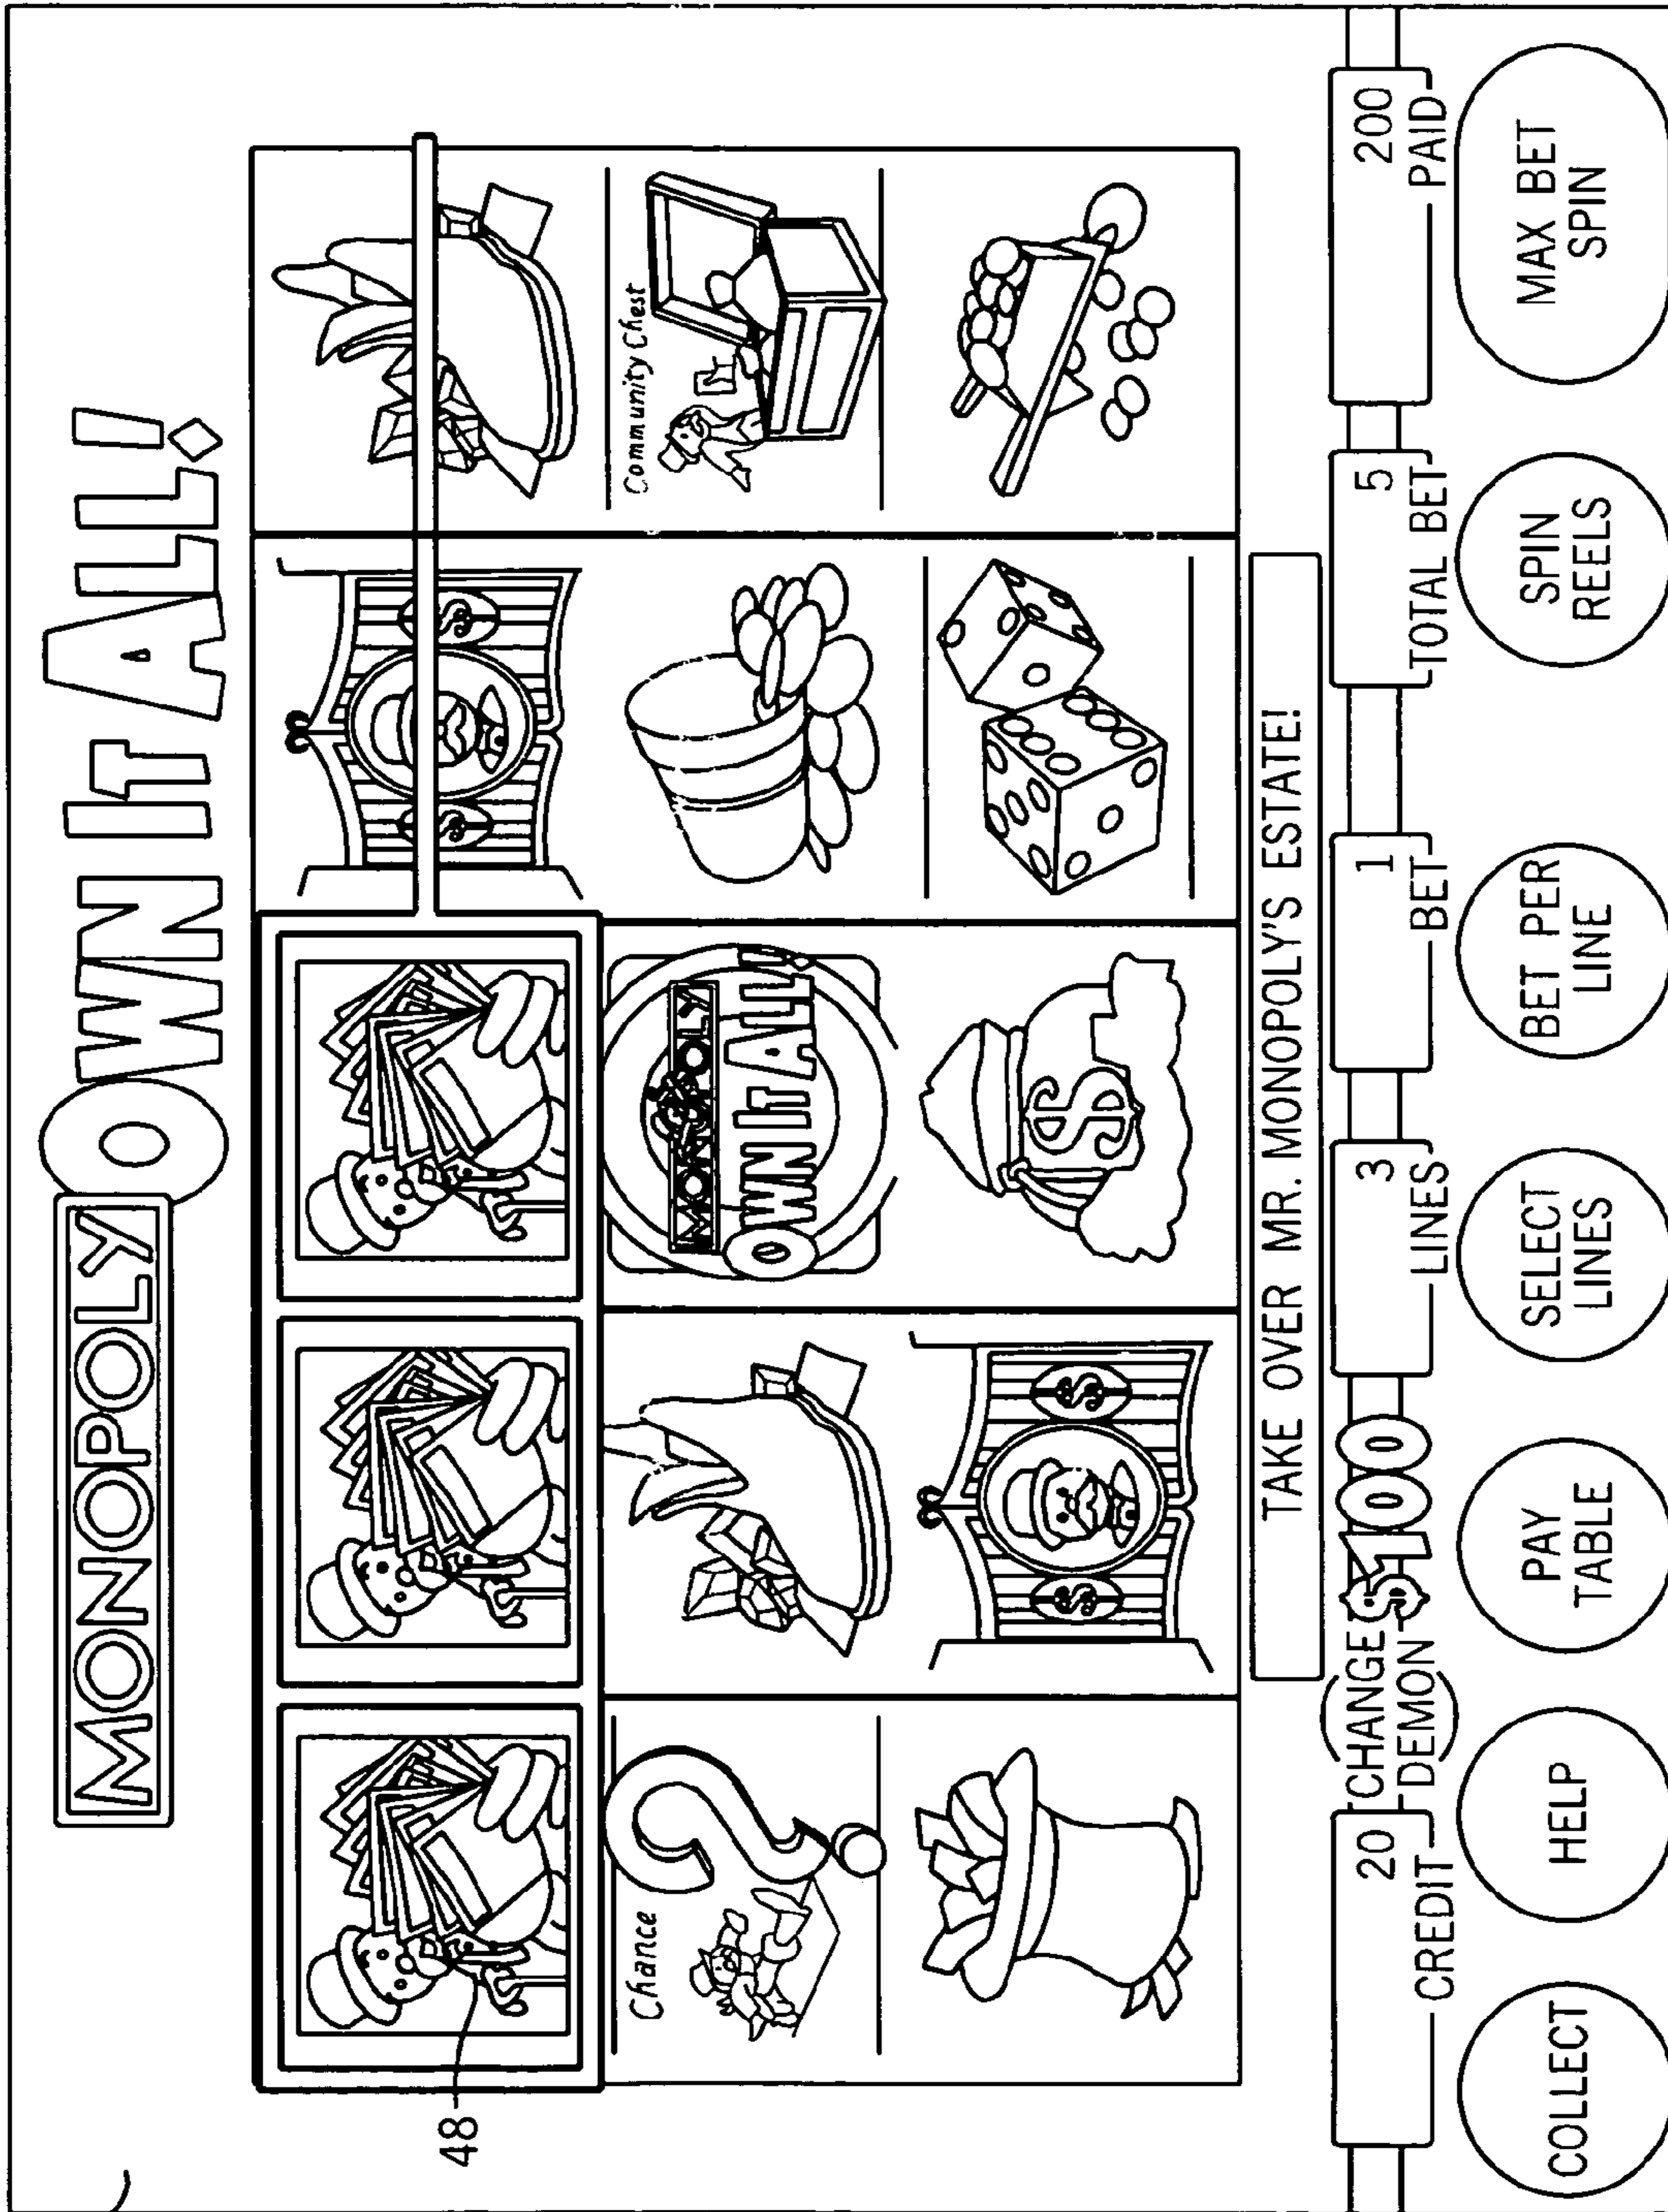 MONOPOLY OWN IT ALL!
48
Chance
MONOPOLY
OWN IT ALL!
Community Chest
$
TAKE OVER MR. MONOPOLY'S ESTATE!
20
CREDIT
CHANGE
DEMON
$100
3
LINES
1
BET
5
TOTAL BET
200
PAID
COLLECT
HELP
PAY
TABLE
SELECT
LINES
BET PER
LINE
SPIN
REELS
MAX BET
SPIN